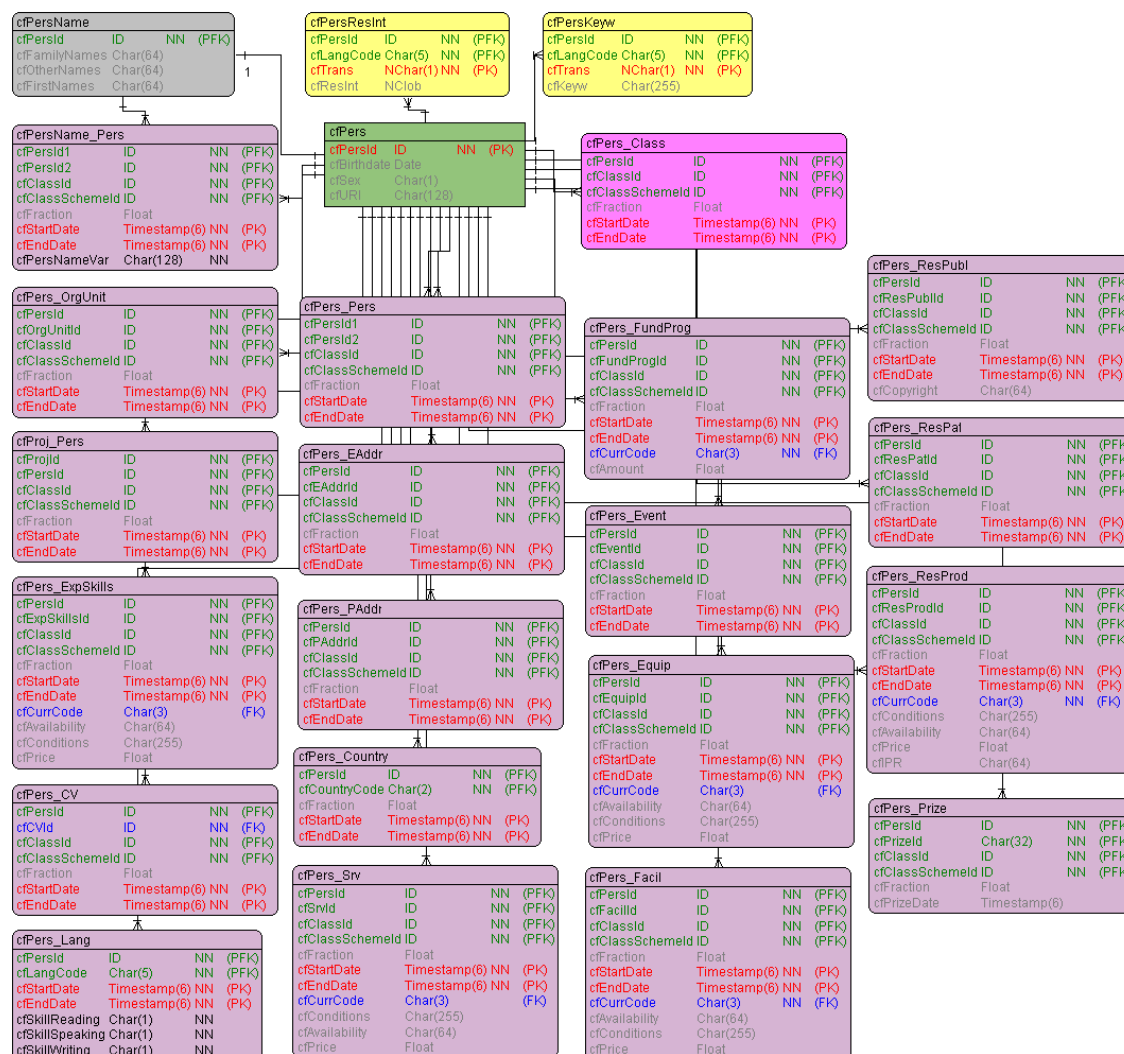 cfPersName
cfPersId ID NN (PFK)
cfFamilyNames Char(64)
cfOtherNames Char(64)
cfFirstNames Char(64)
1
cfPersResInt
cfPersId ID NN (PFK)
cfLangCode Char(5) NN (PFK)
cfTrans NChar(1) NN (PK)
cfResInt NClob
cfPersKeyw
cfPersId ID NN (PFK)
cfLangCode Char(5) NN (PFK)
cfTrans NChar(1) NN (PK)
cfKeyw Char(255)
cfPersName_Pers
cfPersId1 ID NN (PFK)
cfPersId2 ID NN (PFK)
cfClassId ID NN (PFK)
cfClassSchemeId ID NN (PFK)
cfFraction Float
cfStartDate Timestamp(6) NN (PK)
cfEndDate Timestamp(6) NN (PK)
cfPersNameVar Char(128) NN
cfPers
cfPersId ID NN (PK)
cfBirthdate Date
cfSex Char(1)
cfURI Char(128)
cfPers_Class
cfPersId ID NN (PFK)
cfClassId ID NN (PFK)
cfClassSchemeId ID NN (PFK)
cfFraction Float
cfStartDate Timestamp(6) NN (PK)
cfEndDate Timestamp(6) NN (PK)
cfPers_OrgUnit
cfPersId ID NN (PFK)
cfOrgUnitId ID NN (PFK)
cfClassId ID NN (PFK)
cfClassSchemeId ID NN (PFK)
cfFraction Float
cfStartDate Timestamp(6) NN (PK)
cfEndDate Timestamp(6) NN (PK)
cfPers_Pers
cfPersId1 ID NN (PFK)
cfPersId2 ID NN (PFK)
cfClassId ID NN (PFK)
cfClassSchemeId ID NN (PFK)
cfFraction Float
cfStartDate Timestamp(6) NN (PK)
cfEndDate Timestamp(6) NN (PK)
cfPers_FundProg
cfPersId ID NN (PFK)
cfFundProgId ID NN (PFK)
cfClassId ID NN (PFK)
cfClassSchemeId ID NN (PFK)
cfFraction Float
cfStartDate Timestamp(6) NN (PK)
cfEndDate Timestamp(6) NN (PK)
cfCurrCode Char(3) NN (FK)
cfAmount Float
cfPers_ResPubl
cfPersId ID NN (PFK
cfResPublId ID NN (PFK
cfClassId ID NN (PFK
cfClassSchemeId ID NN (PFK
cfFraction Float
cfStartDate Timestamp(6) NN (PK)
cfEndDate Timestamp(6) NN (PK)
cfCopyright Char(64)
cfProj_Pers
cfProjId ID NN (PFK)
cfPersId ID NN (PFK)
cfClassId ID NN (PFK)
cfClassSchemeId ID NN (PFK)
cfFraction Float
cfStartDate Timestamp(6) NN (PK)
cfEndDate Timestamp(6) NN (PK)
cfPers_EAddr
cfPersId ID NN (PFK)
cfEAddrId ID NN (PFK)
cfClassId ID NN (PFK)
cfClassSchemeId ID NN (PFK)
cfFraction Float
cfStartDate Timestamp(6) NN (PK)
cfEndDate Timestamp(6) NN (PK)
cfPers_Event
cfPersId ID NN (PFK)
cfEventId ID NN (PFK)
cfClassId ID NN (PFK)
cfClassSchemeId ID NN (PFK)
cfFraction Float
cfStartDate Timestamp(6) NN (PK)
cfEndDate Timestamp(6) NN (PK)
cfPers_ResPat
cfPersId ID NN (PFK
cfResPatId ID NN (PFK
cfClassId ID NN (PFK
cfClassSchemeId ID NN (PFK
cfFraction Float
cfStartDate Timestamp(6) NN (PK)
cfEndDate Timestamp(6) NN (PK)
cfPers_ExpSkills
cfPersId ID NN (PFK)
cfExpSkillsId ID NN (PFK)
cfClassId ID NN (PFK)
cfClassSchemeId ID NN (PFK)
cfFraction Float
cfStartDate Timestamp(6) NN (PK)
cfEndDate Timestamp(6) NN (PK)
cfCurrCode Char(3) (FK)
cfAvailability Char(64)
cfConditions Char(255)
cfPrice Float
cfPers_PAddr
cfPersId ID NN (PFK)
cfPAddrId ID NN (PFK)
cfClassId ID NN (PFK)
cfClassSchemeId ID NN (PFK)
cfFraction Float
cfStartDate Timestamp(6) NN (PK)
cfEndDate Timestamp(6) NN (PK)
cfPers_Equip
cfPersId ID NN (PFK)
cfEquipId ID NN (PFK)
cfClassId ID NN (PFK)
cfClassSchemeId ID NN (PFK)
cfFraction Float
cfStartDate Timestamp(6) NN (PK)
cfEndDate Timestamp(6) NN (PK)
cfCurrCode Char(3) (FK)
cfAvailability Char(64)
cfConditions Char(255)
cfPrice Float
cfPers_ResProd
cfPersId ID NN (PFK
cfResProdId ID NN (PFK
cfClassId ID NN (PFK
cfClassSchemeId ID NN (PFK
cfFraction Float
cfStartDate Timestamp(6) NN (PK)
cfEndDate Timestamp(6) NN (PK)
cfCurrCode Char(3) NN (FK)
cfConditions Char(255)
cfAvailability Char(64)
cfPrice Float
cfIPR Char(64)
cfPers_CV
cfPersId ID NN (PFK)
cfCVId ID NN (FK)
cfClassId ID NN (PFK)
cfClassSchemeId ID NN (PFK)
cfFraction Float
cfStartDate Timestamp(6) NN (PK)
cfEndDate Timestamp(6) NN (PK)
cfPers_Country
cfPersId ID NN (PFK)
cfCountryCode Char(2) NN (PFK)
cfFraction Float
cfStartDate Timestamp(6) NN (PK)
cfEndDate Timestamp(6) NN (PK)
cfPers_Prize
cfPersId ID NN (PFK
cfPrizeId Char(32) NN (PFK
cfClassId ID NN (PFK
cfClassSchemeId ID NN (PFK
cfFraction Float
cfPrizeDate Timestamp(6)
cfPers_Lang
cfPersId ID NN (PFK)
cfLangCode Char(5) NN (PFK)
cfStartDate Timestamp(6) NN (PK)
cfEndDate Timestamp(6) NN (PK)
cfSkillReading Char(1) NN
cfSkillSpeaking Char(1) NN
cfSkillWriting Char(1) NN
cfPers_Srv
cfPersId ID NN (PFK)
cfSrvId ID NN (PFK)
cfClassId ID NN (PFK)
cfClassSchemeId ID NN (PFK)
cfFraction Float
cfStartDate Timestamp(6) NN (PK)
cfEndDate Timestamp(6) NN (PK)
cfCurrCode Char(3) (FK)
cfConditions Char(255)
cfAvailability Char(64)
cfPrice Float
cfPers_Facil
cfPersId ID NN (PFK)
cfFacilId ID NN (PFK)
cfClassId ID NN (PFK)
cfClassSchemeId ID NN (PFK)
cfFraction Float
cfStartDate Timestamp(6) NN (PK)
cfEndDate Timestamp(6) NN (PK)
cfCurrCode Char(3) NN (FK)
cfAvailability Char(64)
cfConditions Char(255)
cfPrice Float